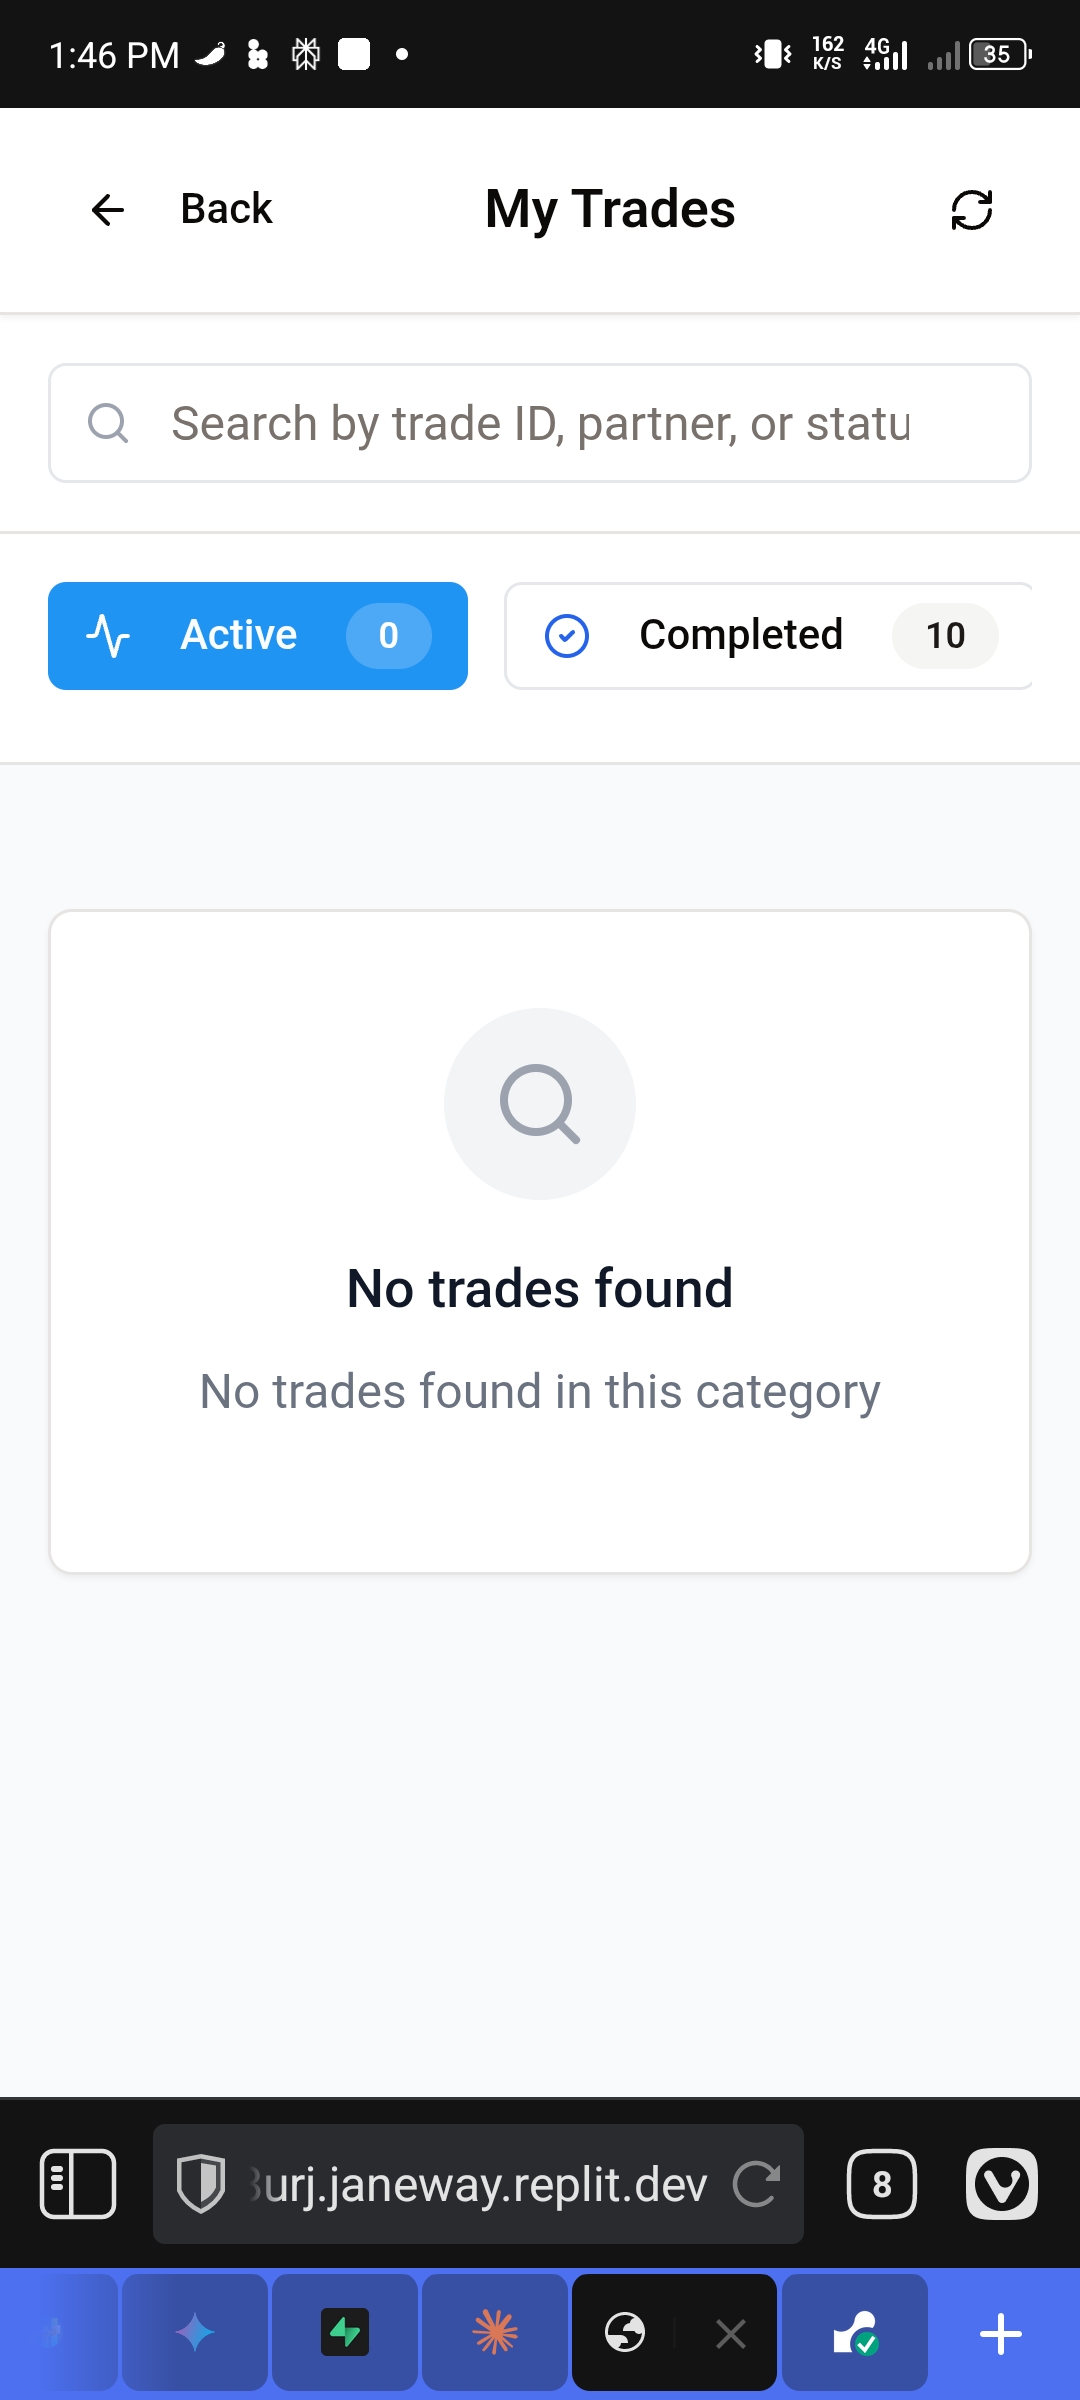 1:46 PM
162 K/S
4G
35
Back
My Trades
Search by trade ID, partner, or statu
Active 0
Completed 10
No trades found
No trades found in this category
urj.janeway.replit.dev
8